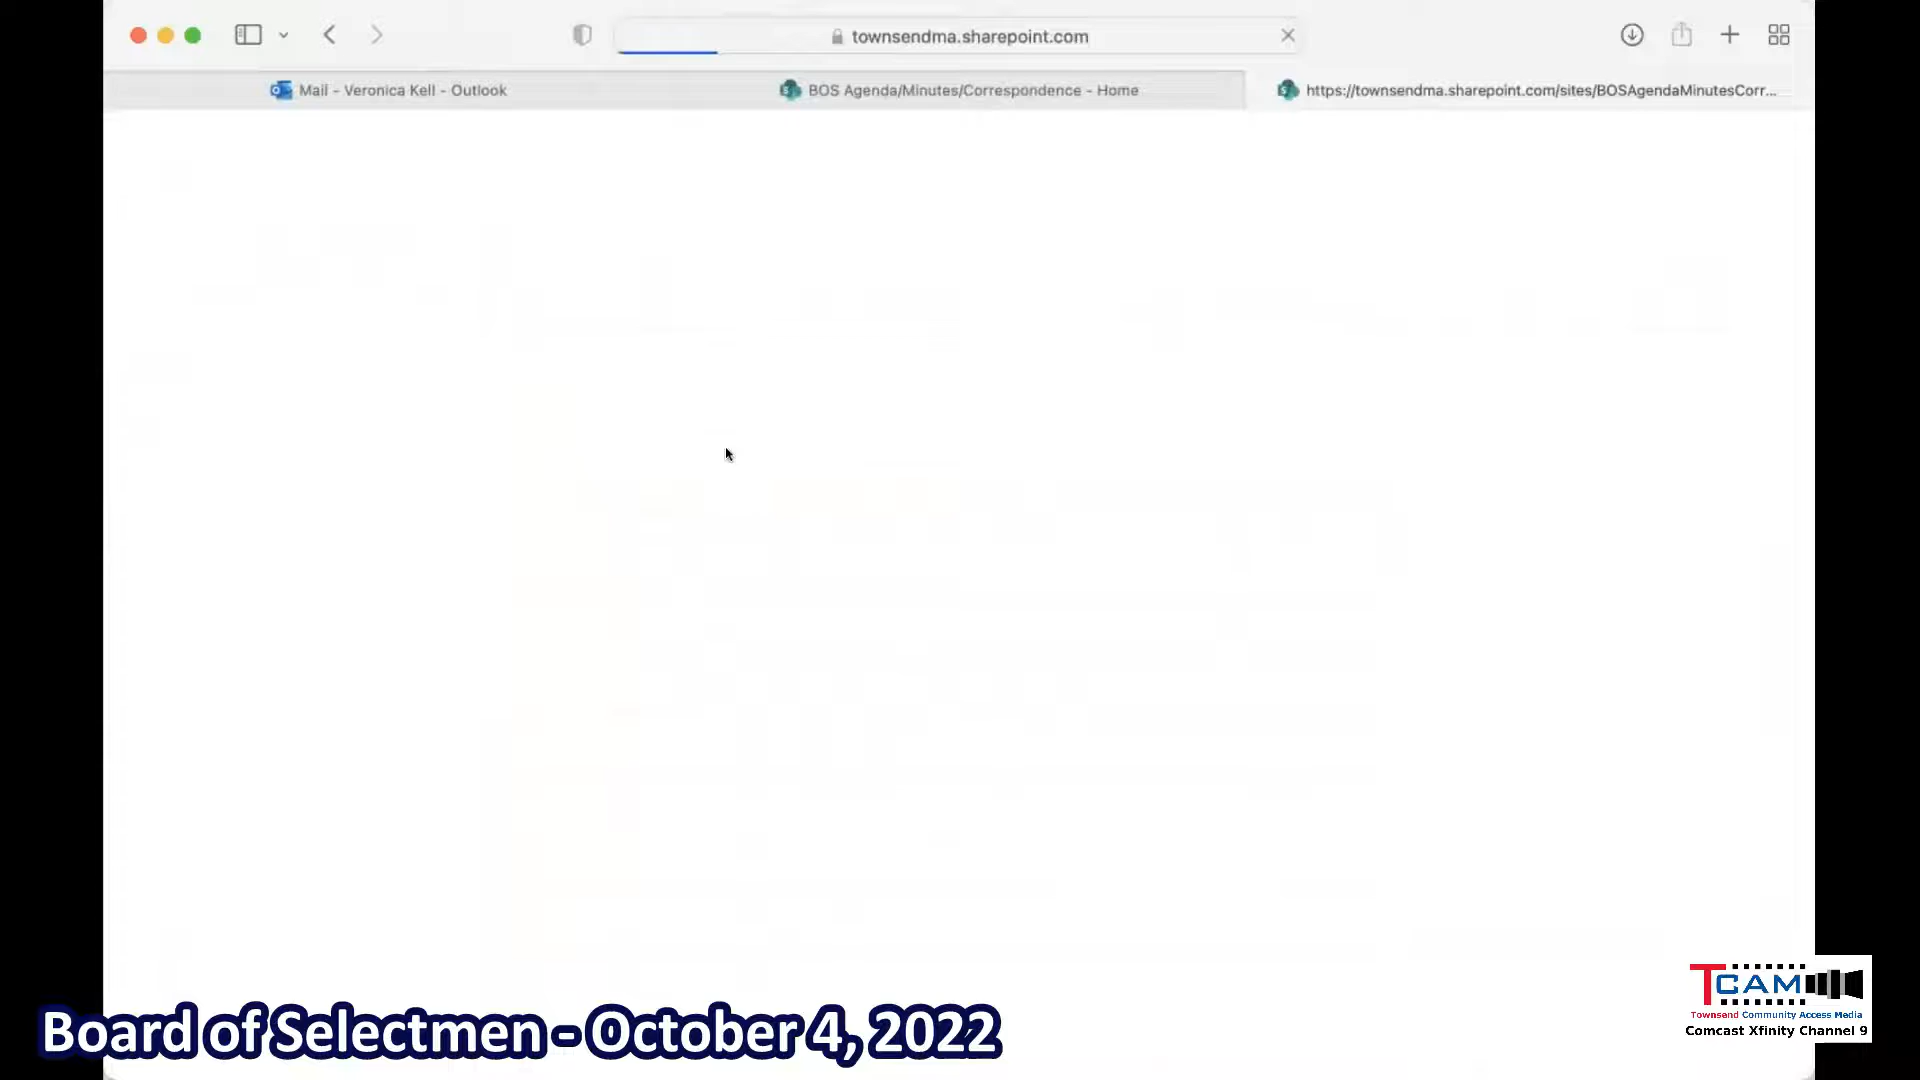 townsendma.sharepoint.com
Mail - Veronica Kell - Outlook
BOS Agenda/Minutes/Correspondence - Home
https://townsendma.sharepoint.com/sites/BOSAgendaMinutesCorr...
TCAM
Townsend Community Access Media
Comcast Xfinity Channel 9
Board of Selectmen - October 4, 2022